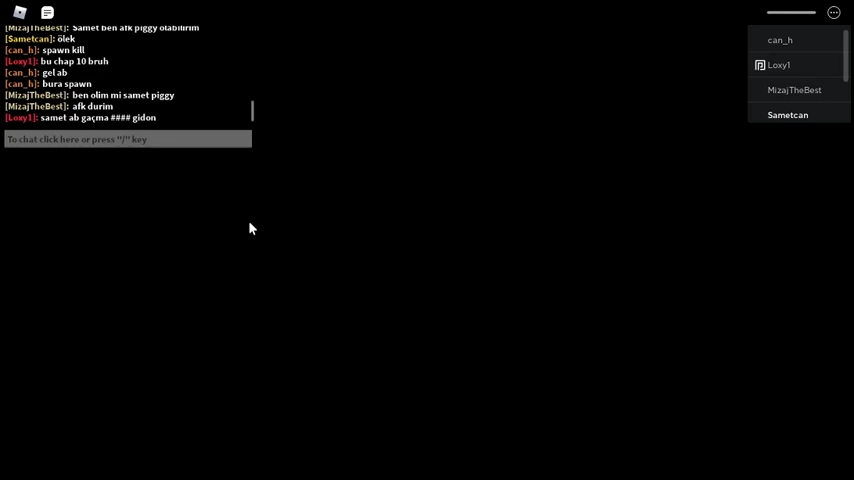 [MizajTheBest]: Samet ben afk piggy olabilirim
[Sametcan]: ölek
[can_h]: spawn kill
[Loxy1]: bu chap 10 bruh
[can_h]: gel ab
[can_h]: bura spawn
[MizajTheBest]: ben olim mi samet piggy
[MizajTheBest]: afk durim
[Loxy1]: samet ab gaçma #### gidon
To chat click here or press "/" key
can_h
Loxy1
MizajTheBest
Sametcan